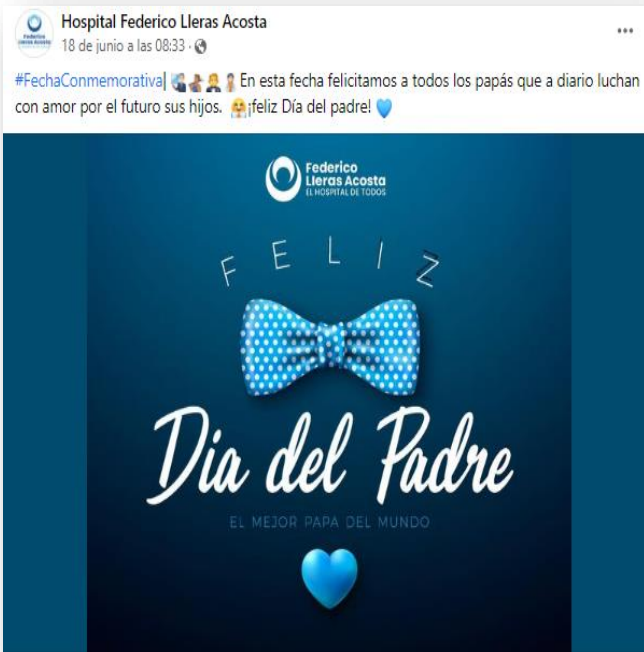 Hospital Federico Lleras Acosta
18 de junio a las 08:33 ·
#FechaConmemorativa| En esta fecha felicitamos a todos los papás que a diario luchan
con amor por el futuro sus hijos. ¡feliz Día del padre!
Federico
Lleras Acosta
EL HOSPITAL DE TODOS
FELIZ
Dia del Padre
EL MEJOR PAPA DEL MUNDO